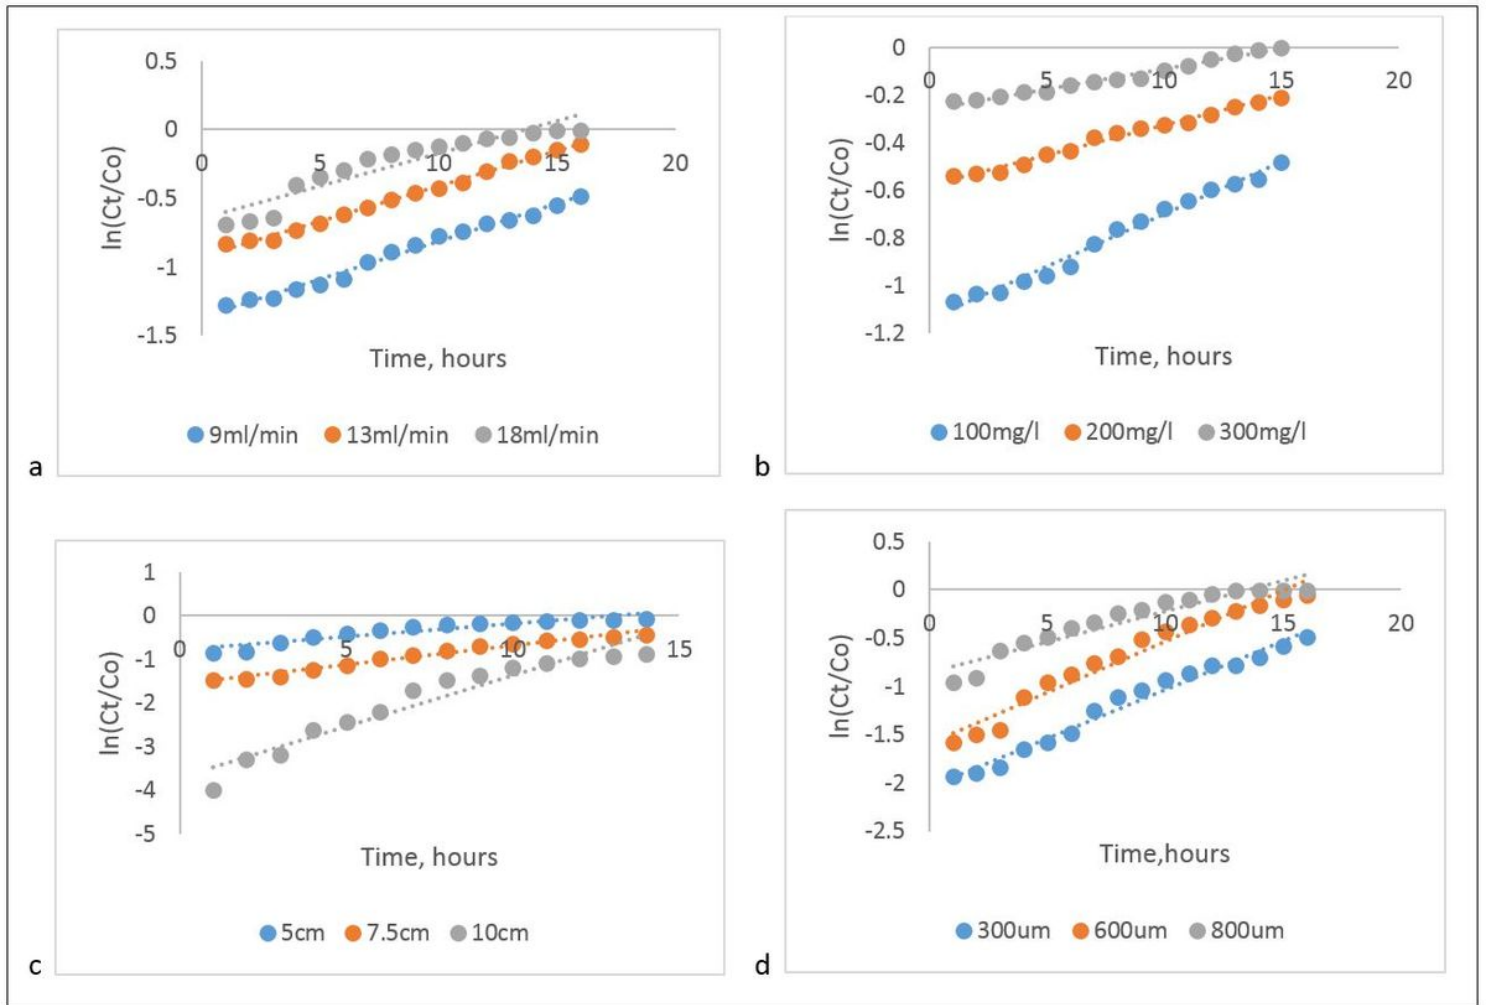 0.5
0
0 5 10 15 20
-0.5
-1
-1.5
ln(Ct/Co)
Time, hours
9ml/min 13ml/min 18ml/min
a
0
0 5 10 15 20
-0.2
-0.4
-0.6
-0.8
-1
-1.2
ln(Ct/Co)
Time, hours
100mg/l 200mg/l 300mg/l
b
1
0
0 5 10 15
-1
-2
-3
-4
-5
ln(Ct/Co)
Time, hours
5cm 7.5cm 10cm
c
0.5
0
0 5 10 15 20
-0.5
-1
-1.5
-2
-2.5
ln(Ct/Co)
Time,hours
300um 600um 800um
d